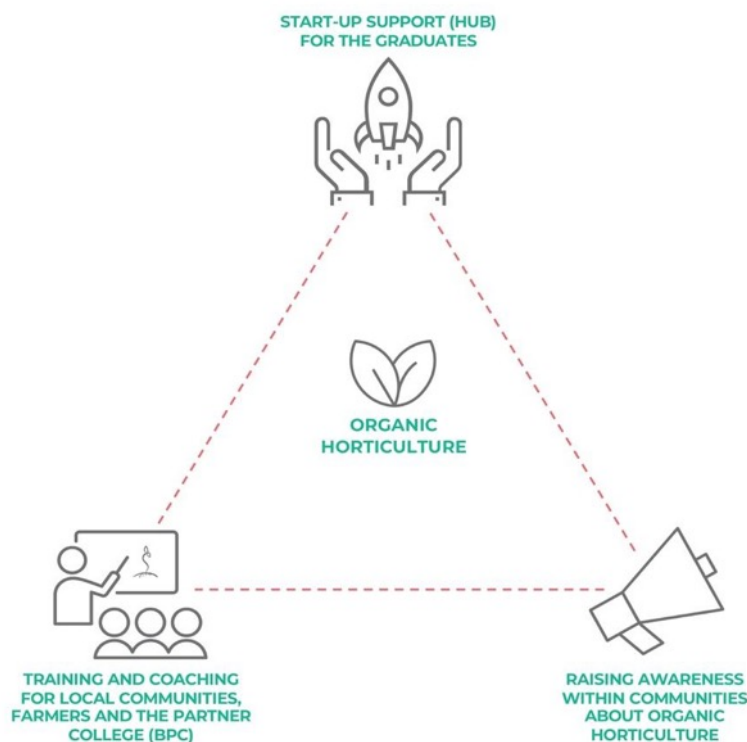 START-UP SUPPORT (HUB)
FOR THE GRADUATES
ORGANIC
HORTICULTURE
TRAINING AND COACHING
FOR LOCAL COMMUNITIES,
FARMERS AND THE PARTNER
COLLEGE (BPC)
RAISING AWARENESS
WITHIN COMMUNITIES
ABOUT ORGANIC
HORTICULTURE